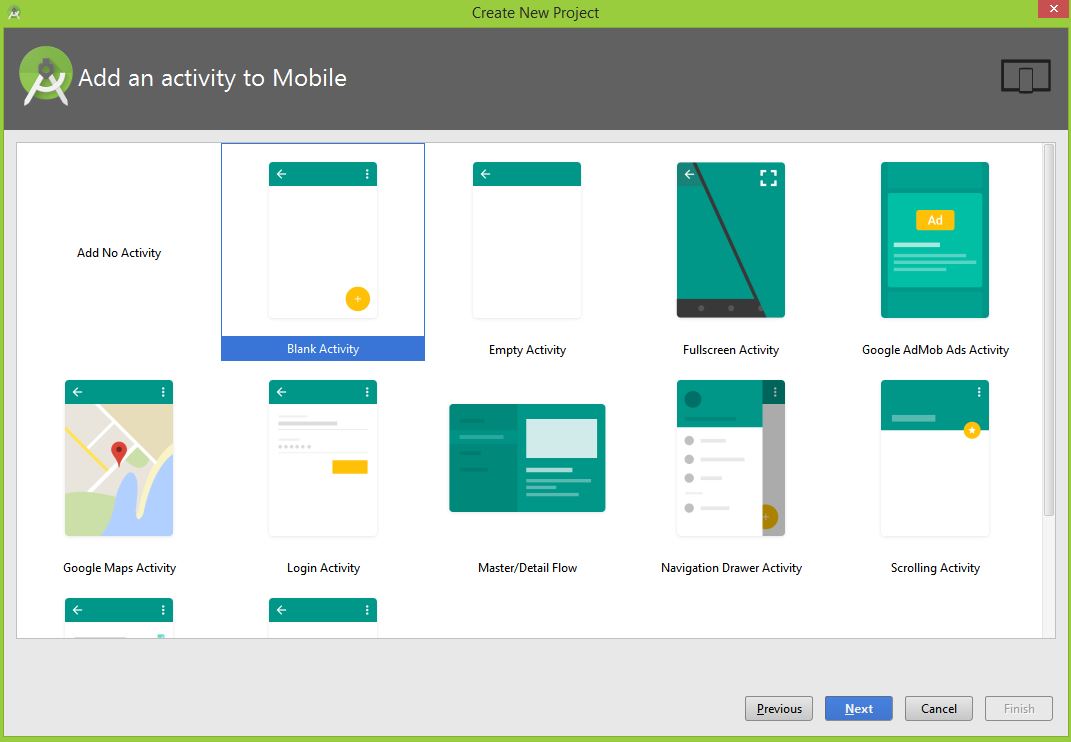 Create New Project
Add an activity to Mobile
Add No Activity
Blank Activity
Empty Activity
Fullscreen Activity
Ad
Google AdMob Ads Activity
Google Maps Activity
Login Activity
Master/Detail Flow
Navigation Drawer Activity
Scrolling Activity
Previous
Next
Cancel
Finish